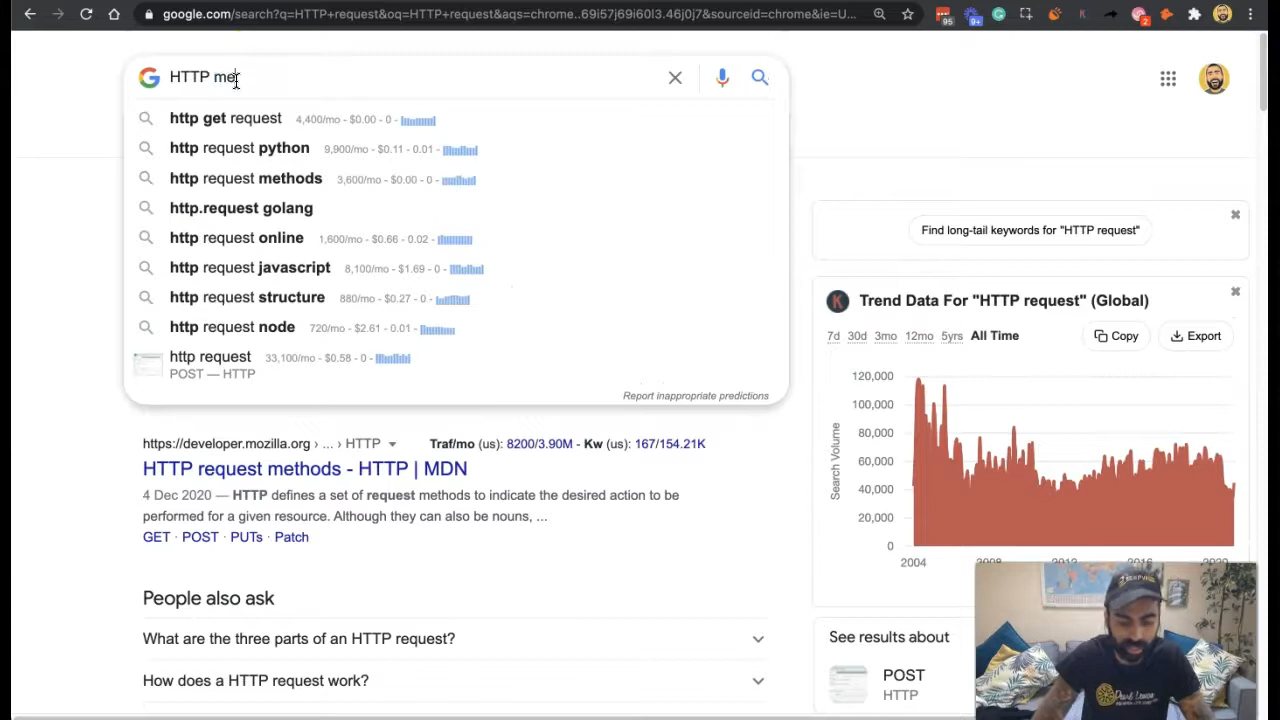 google.com/search?q=HTTP+request&oq=HTTP+request&aqs=chrome..69i57j69i60l3.46j0j7&sourceid=chrome&ie=U...
95
9+
2
HTTP me
http get request 4,400/mo - $0.00 - 0 -
http request python 9,900/mo - $0.11 - 0.01 -
http request methods 3,600/mo - $0.00 - 0 -
http.request golang
http request online 1,600/mo - $0.66 - 0.02 -
http request javascript 8,100/mo - $1.69 - 0 -
http request structure 880/mo - $0.27 - 0 -
http request node 720/mo - $2.61 - 0.01 -
http request 33,100/mo - $0.58 - 0 -
POST — HTTP
Report inappropriate predictions
https://developer.mozilla.org › ... › HTTP Traf/mo (us): 8200/3.90M - Kw (us): 167/154.21K
HTTP request methods - HTTP | MDN
4 Dec 2020 — HTTP defines a set of request methods to indicate the desired action to be
performed for a given resource. Although they can also be nouns, ...
GET · POST · PUTs · Patch
People also ask
What are the three parts of an HTTP request?
How does a HTTP request work?
Find long-tail keywords for "HTTP request"
K Trend Data For "HTTP request" (Global)
7d 30d 3mo 12mo 5yrs All Time Copy Export
Search Volume
120,000
100,000
80,000
60,000
40,000
20,000
0
2004 2008 2012 2016 2020
See results about
POST
HTTP